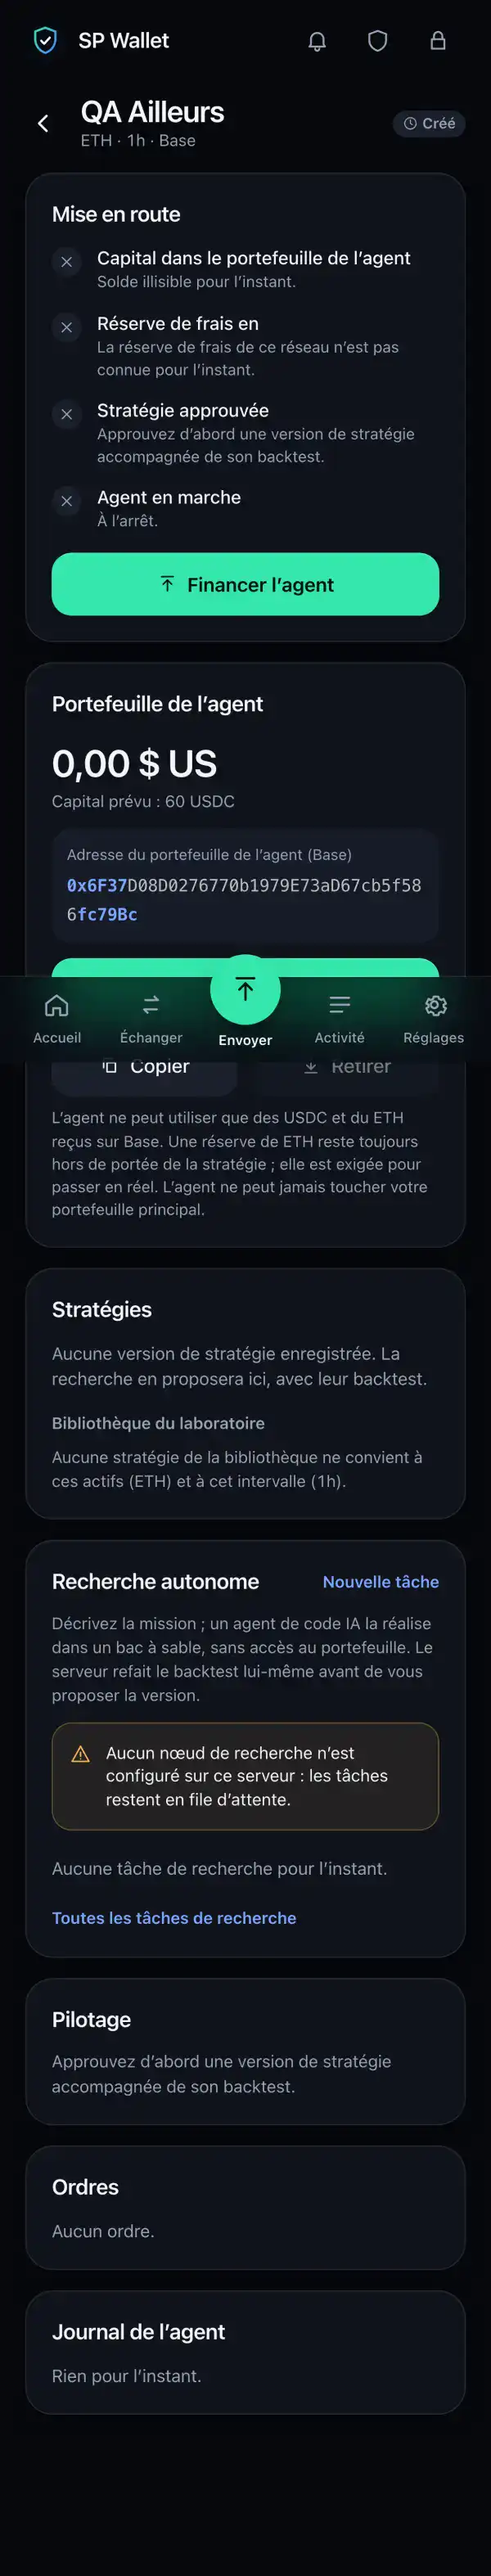 SP Wallet
QA Ailleurs
ETH · 1h · Base
Créé
Mise en route
Capital dans le portefeuille de l’agent
Solde illisible pour l’instant.
Réserve de frais en
La réserve de frais de ce réseau n’est pas
connue pour l’instant.
Stratégie approuvée
Approuvez d’abord une version de stratégie
accompagnée de son backtest.
Agent en marche
À l’arrêt.
Financer l’agent
Portefeuille de l’agent
0,00 $ US
Capital prévu : 60 USDC
Adresse du portefeuille de l’agent (Base)
0x6F37D08D0276770b1979E73aD67cb5f58
6fc79Bc
Accueil
Échanger
Envoyer
Activité
Réglages
Copier
Retirer
L’agent ne peut utiliser que des USDC et du ETH
reçus sur Base. Une réserve de ETH reste toujours
hors de portée de la stratégie ; elle est exigée pour
passer en réel. L’agent ne peut jamais toucher votre
portefeuille principal.
Stratégies
Aucune version de stratégie enregistrée. La
recherche en proposera ici, avec leur backtest.
Bibliothèque du laboratoire
Aucune stratégie de la bibliothèque ne convient à
ces actifs (ETH) et à cet intervalle (1h).
Recherche autonome
Nouvelle tâche
Décrivez la mission ; un agent de code IA la réalise
dans un bac à sable, sans accès au portefeuille. Le
serveur refait le backtest lui-même avant de vous
proposer la version.
Aucun nœud de recherche n’est
configuré sur ce serveur : les tâches
restent en file d’attente.
Aucune tâche de recherche pour l’instant.
Toutes les tâches de recherche
Pilotage
Approuvez d’abord une version de stratégie
accompagnée de son backtest.
Ordres
Aucun ordre.
Journal de l’agent
Rien pour l’instant.